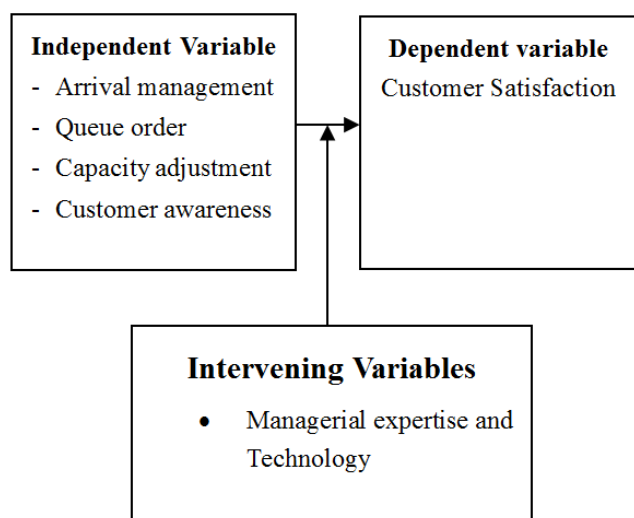 Independent Variable
- Arrival management
- Queue order
- Capacity adjustment
- Customer awareness
Dependent variable
Customer Satisfaction
Intervening Variables
• Managerial expertise and
Technology